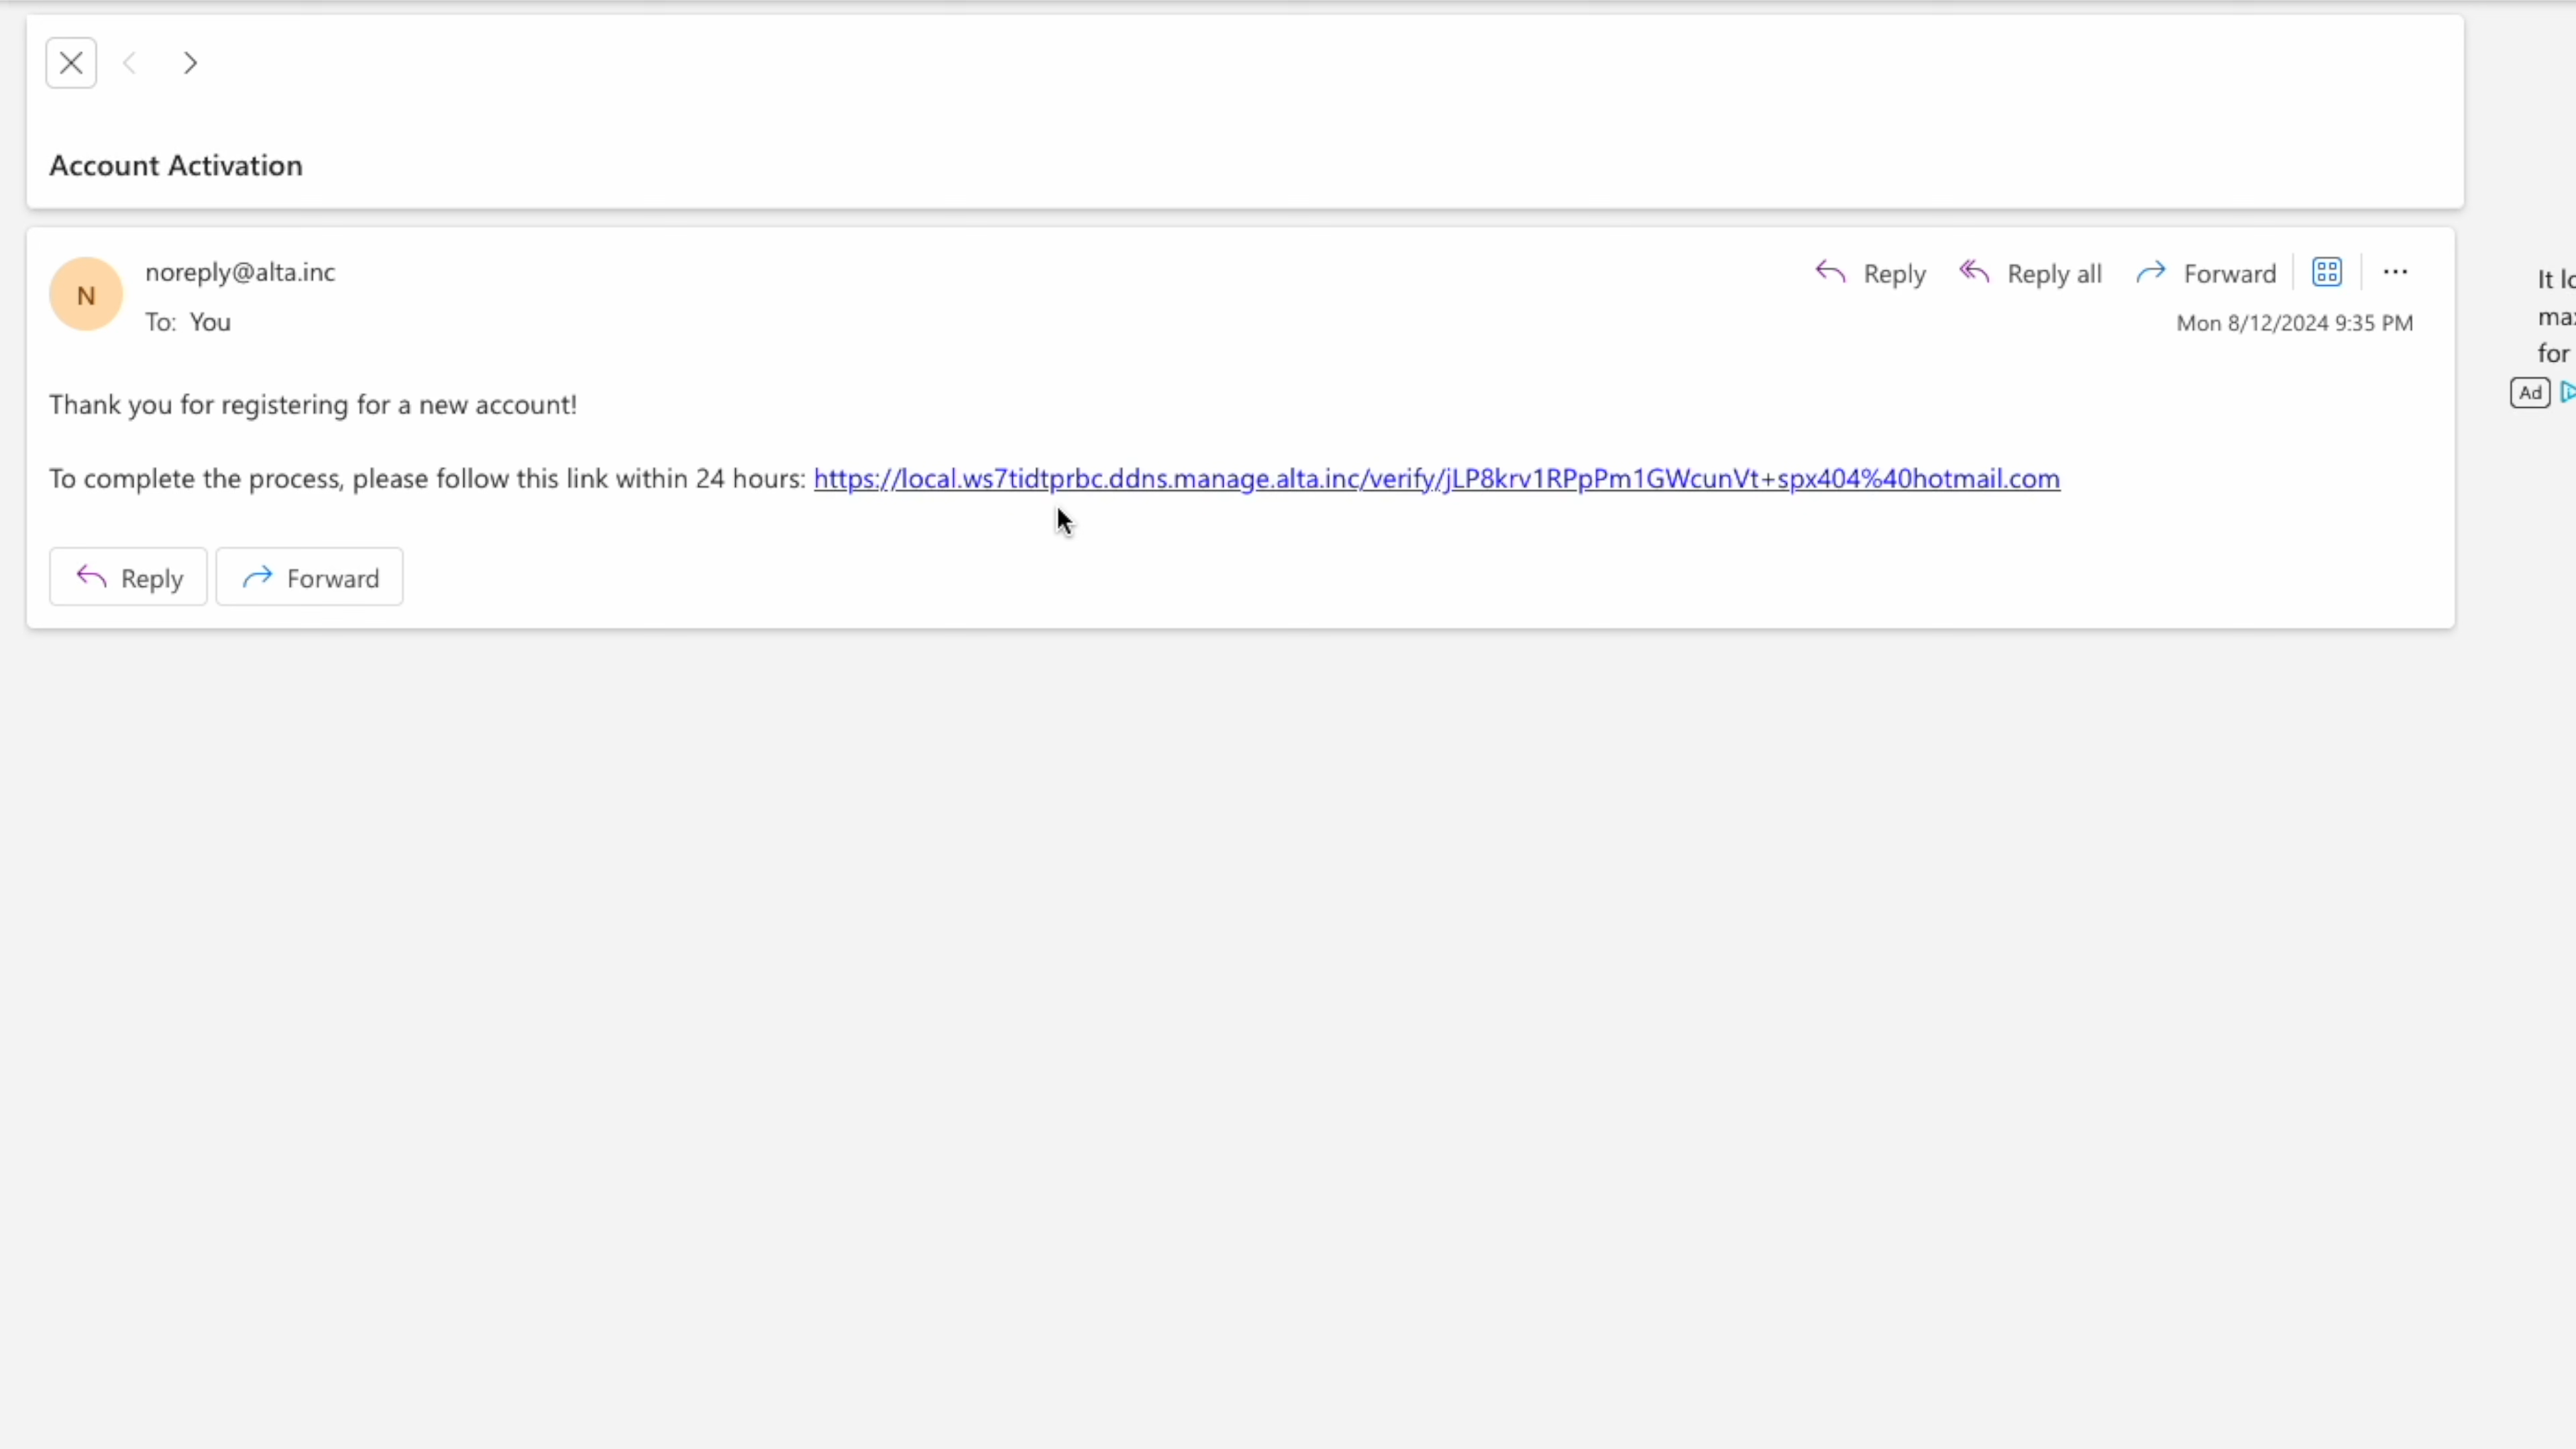 Account Activation
N
noreply@alta.inc
To: You
Reply
Reply all
Forward
Mon 8/12/2024 9:35 PM
Thank you for registering for a new account!
To complete the process, please follow this link within 24 hours: https://local.ws7tidtprbc.ddns.manage.alta.inc/verify/jLP8krv1RPpPm1GWcunVt+spx404%40hotmail.com
Reply
Forward
It
for
Ad